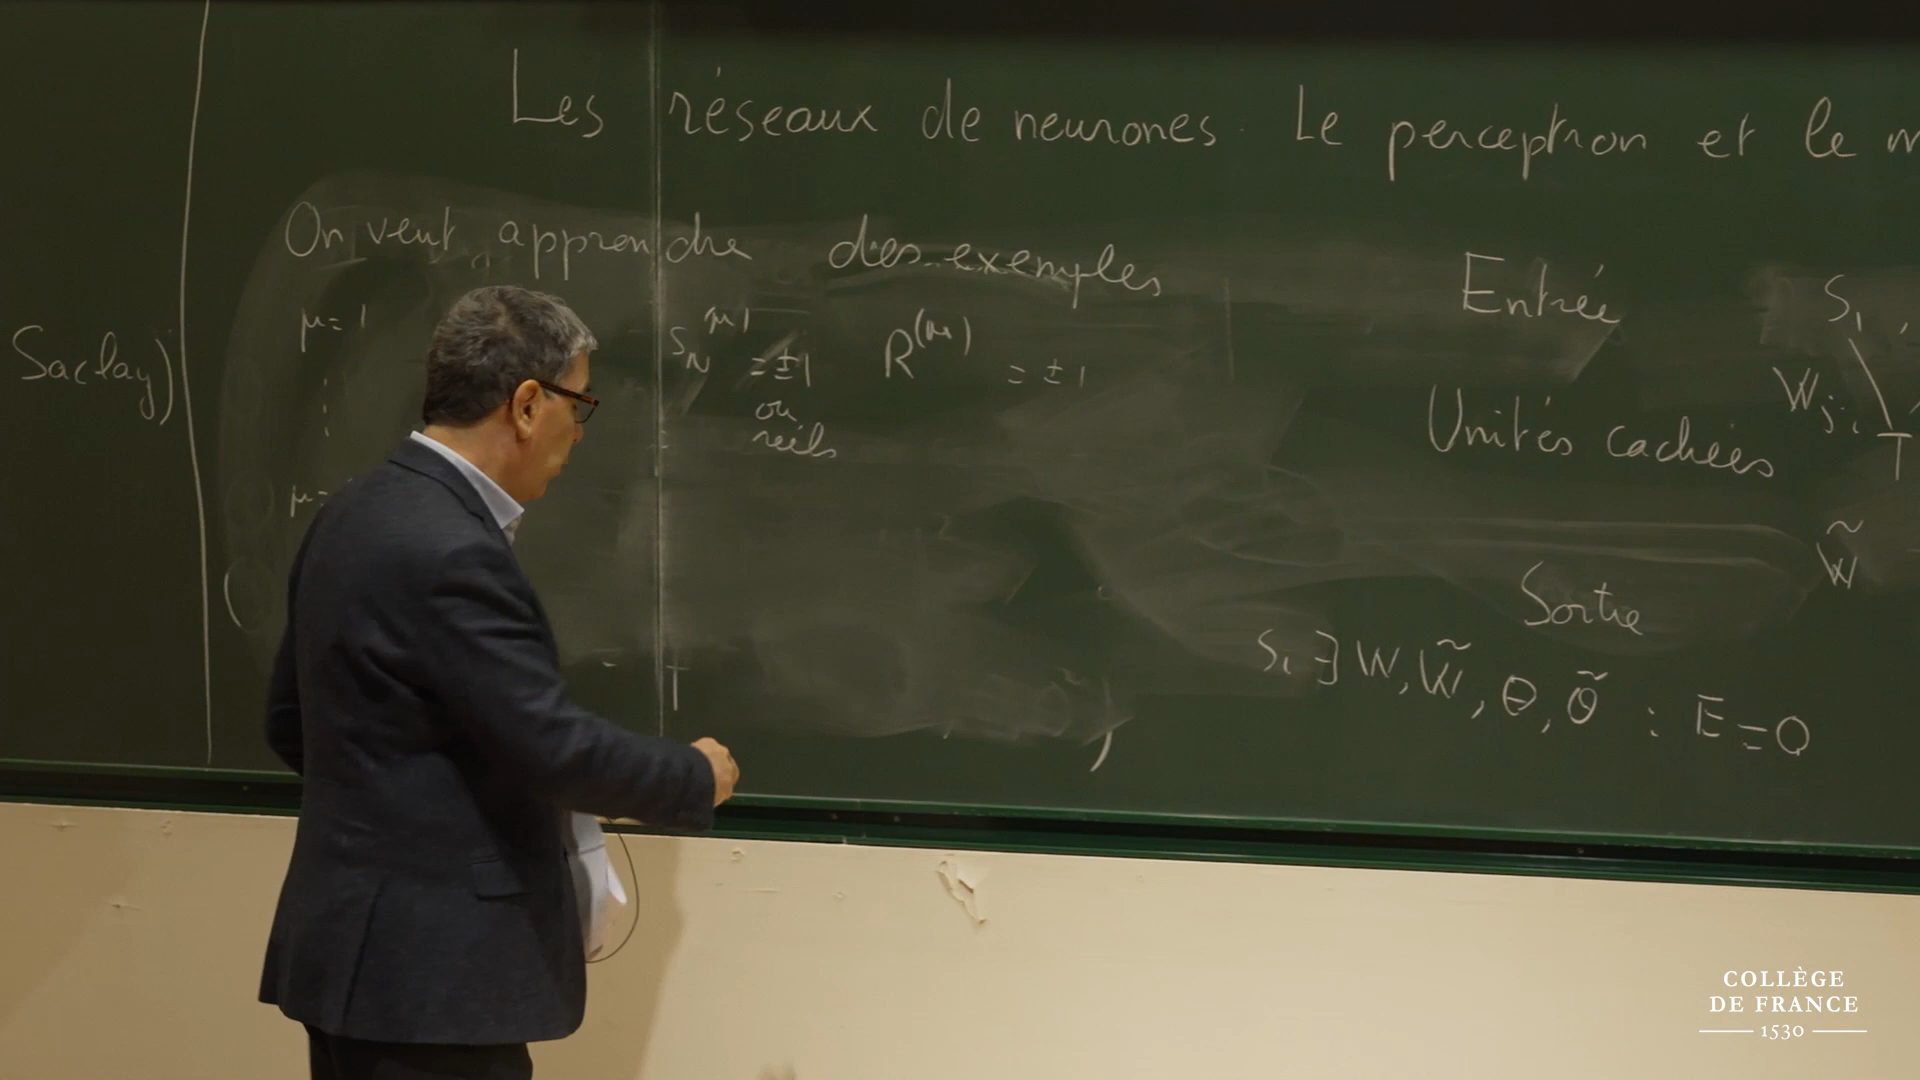 Les réseaux de neurones. Le perceptron et le
Saclay)
On veut apprendre des exemples
μ=1
S_N^(μ) = ±1 R^(μ) = ±1
ou
réels
μ=
T
Entrée S₁,
W_ji
Unités cachées T
W̃
Sortie
Si ∃ W, W̃, θ, θ̃ : E = 0
COLLÈGE
DE FRANCE
1530